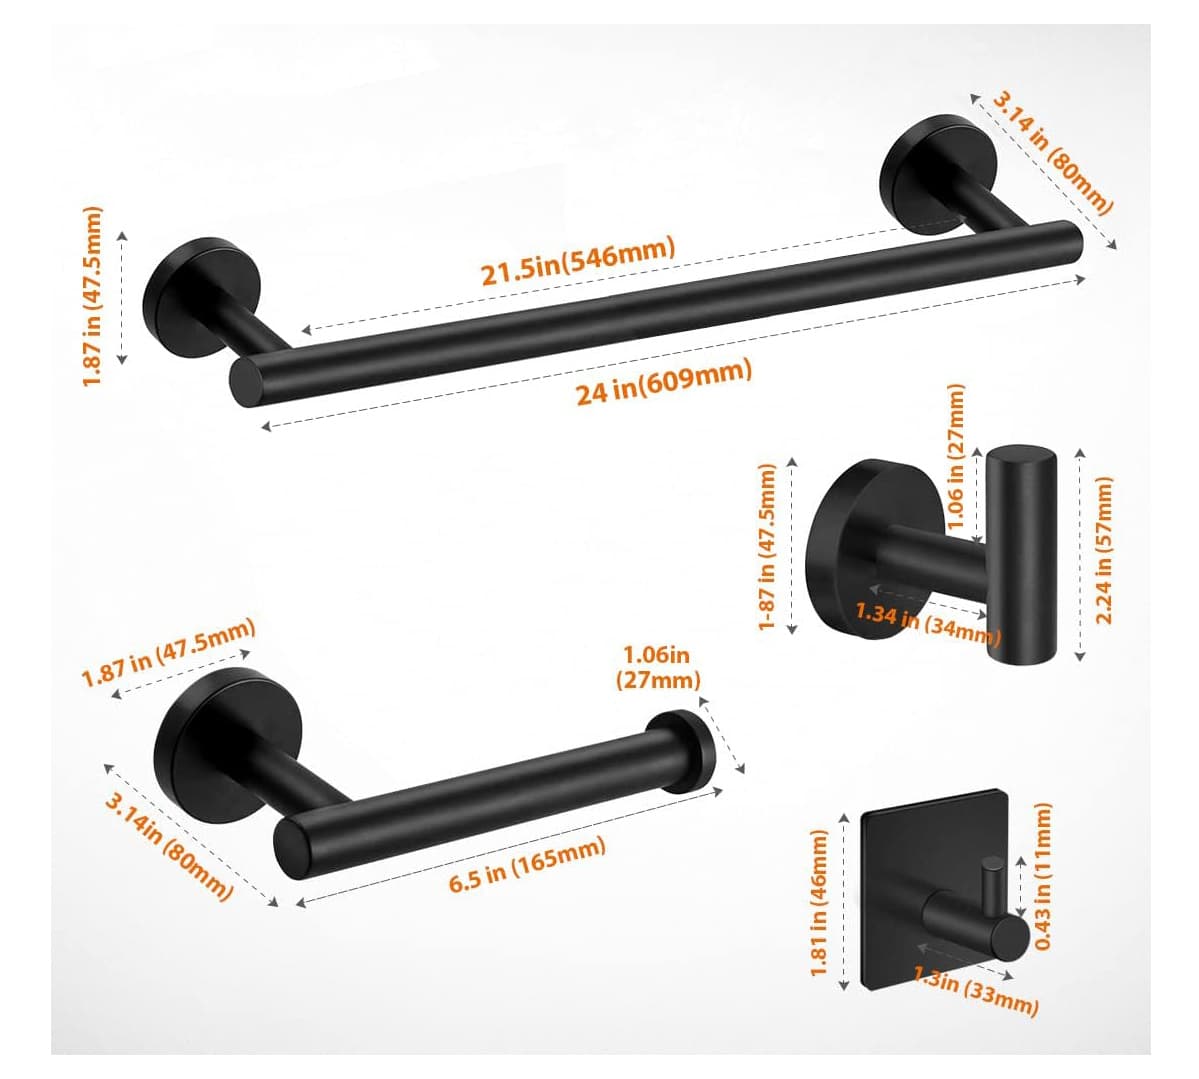 3.14 in (80mm)
1.87 in (47.5mm)
21.5in(546mm)
24 in(609mm)
1-87 in (47.5mm)
1.06 in (27mm)
2.24 in (57mm)
1.34 in (34mm)
1.87 in (47.5mm)
1.06in
(27mm)
3.14in (80mm)
6.5 in (165mm)
1.81 in (46mm)
0.43 in (11mm)
1.3in (33mm)